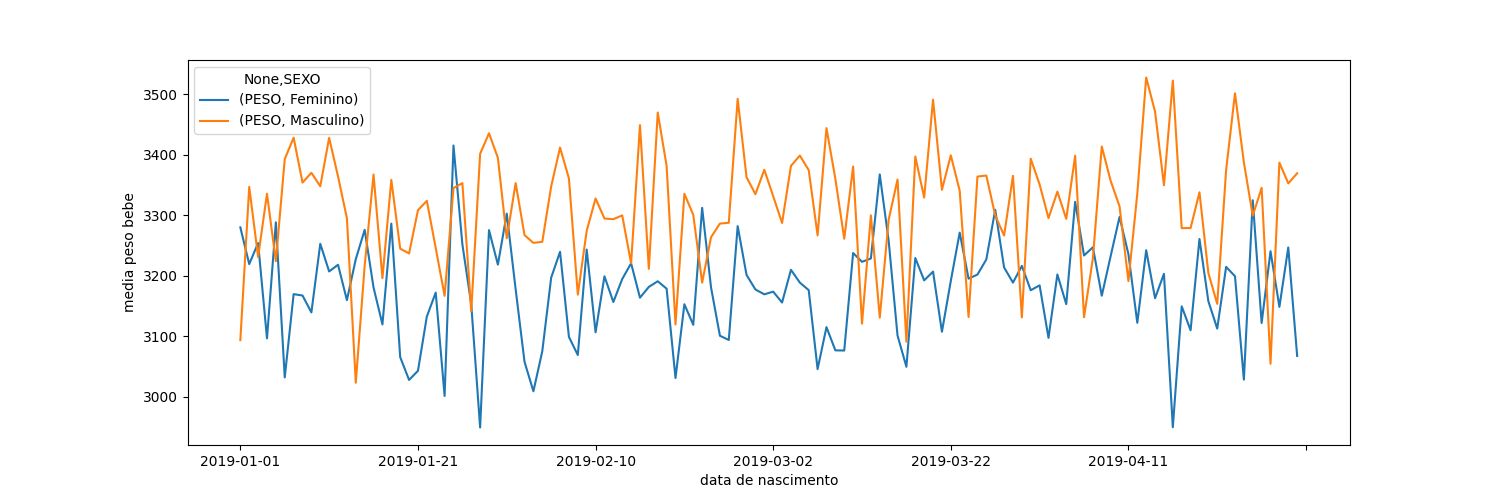 None,SEXO
(PESO, Feminino)
(PESO, Masculino)
3500
3400
3300
3200
3100
3000
media peso bebe
2019-01-01 2019-01-21 2019-02-10 2019-03-02 2019-03-22 2019-04-11
data de nascimento